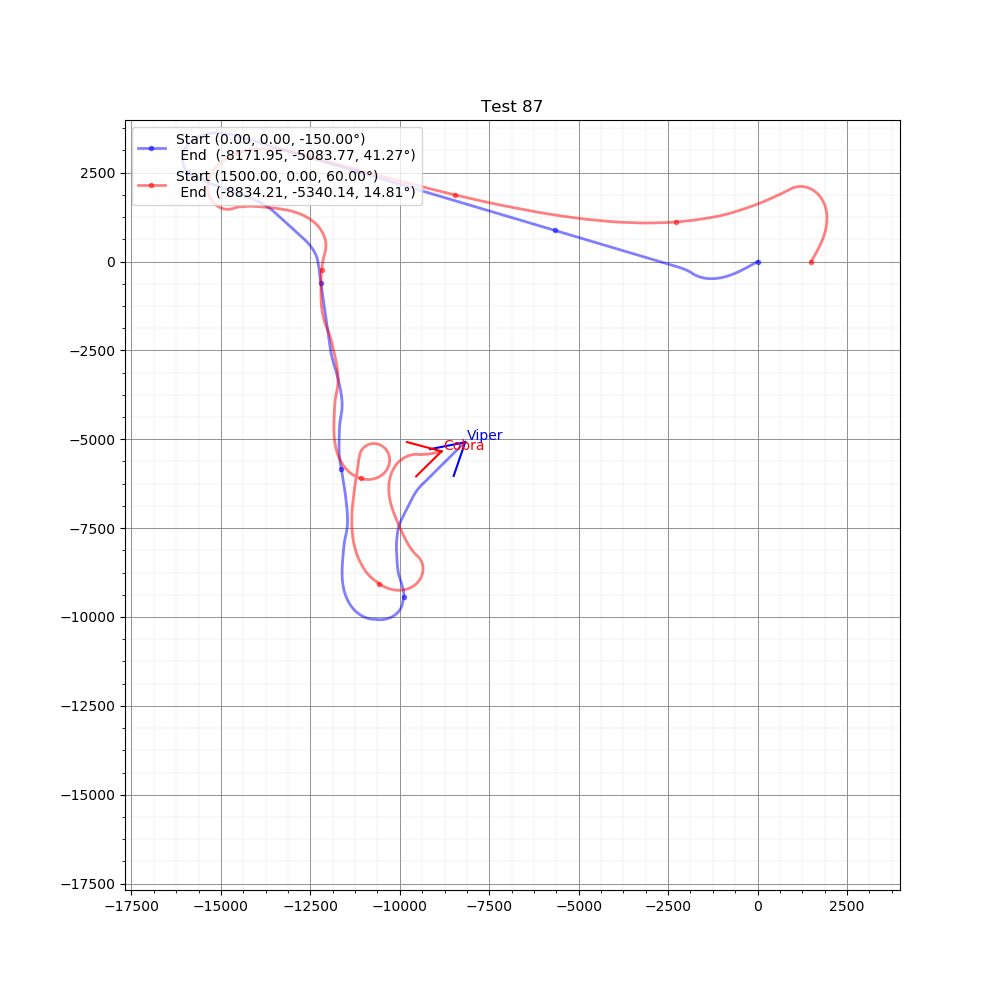 Test 87
Start (0.00, 0.00, -150.00°)
End (-8171.95, -5083.77, 41.27°)
Start (1500.00, 0.00, 60.00°)
End (-8834.21, -5340.14, 14.81°)
2500
0
−2500
−5000
−7500
−10000
−12500
−15000
−17500
Viper
Cobra
−17500 −15000 −12500 −10000 −7500 −5000 −2500 0 2500